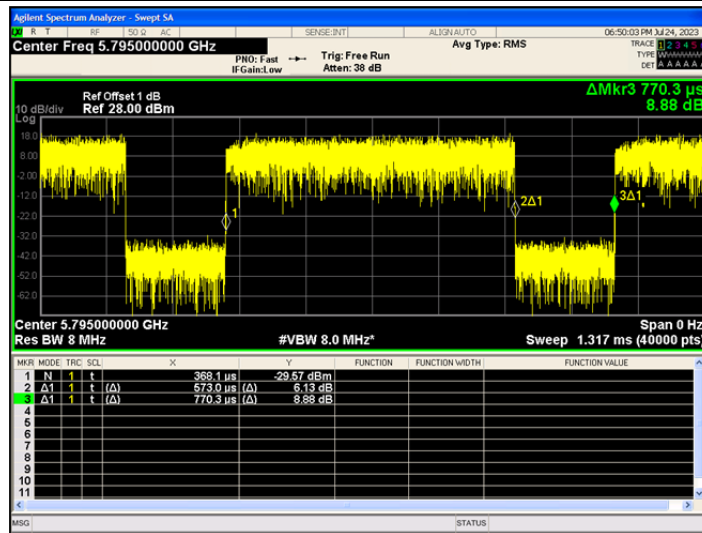 Agilent Spectrum Analyzer - Swept SA
R T RF 50 Ω AC SENSE:INT ALIGN AUTO 06:50:03 PM Jul 24, 2023
Center Freq 5.795000000 GHz Avg Type: RMS TRACE 1 2 3 4 5
PNO: Fast Trig: Free Run TYPE
IFGain:Low Atten: 38 dB DET A A A A A
ΔMkr3 770.3 µs
8.88 dB
Ref Offset 1 dB
10 dB/div Ref 28.00 dBm
Log
18.0
8.00
-2.00
-12.0
-22.0
-32.0
-42.0
-52.0
-62.0
1
2Δ1
3Δ1
Center 5.795000000 GHz Span 0 Hz
Res BW 8 MHz #VBW 8.0 MHz* Sweep 1.317 ms (40000 pts)
MKR MODE TRC SCL X Y FUNCTION FUNCTION WIDTH FUNCTION VALUE
1 N 1 t 368.1 µs -29.57 dBm
2 Δ1 1 t (Δ) 573.0 µs (Δ) 6.13 dB
3 Δ1 1 t (Δ) 770.3 µs (Δ) 8.88 dB
4
5
6
7
8
9
10
11
MSG STATUS